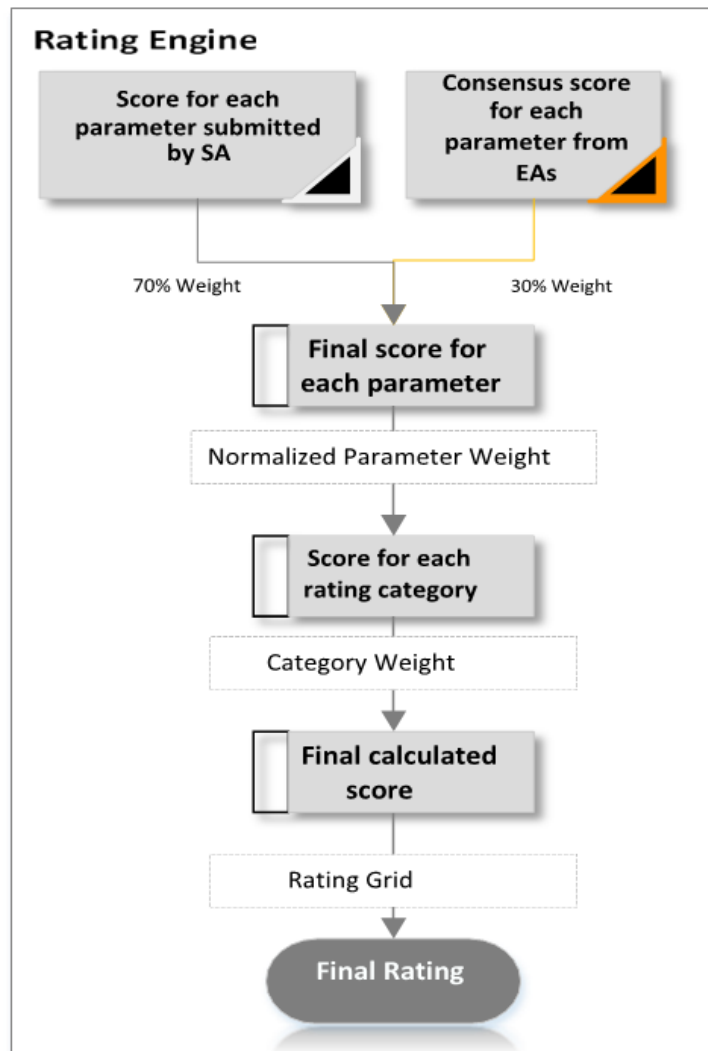 Rating Engine
Score for each
parameter submitted
by SA
Consensus score
for each
parameter from
EAs
70% Weight
30% Weight
Final score for
each parameter
Normalized Parameter Weight
Score for each
rating category
Category Weight
Final calculated
score
Rating Grid
Final Rating